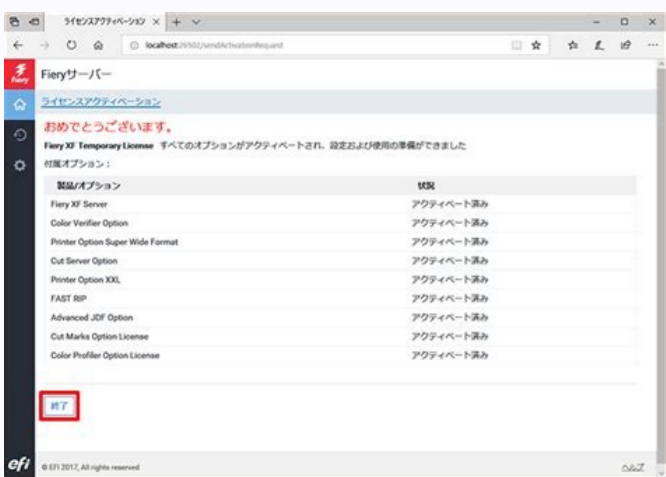 ライセンスアクティベーション
localhost:29502/sendActivationRequest
Fiery
Fieryサーバー
ライセンスアクティベーション
おめでとうございます。
Fiery XF Temporary License すべてのオプションがアクティベートされ、設定および使用の準備ができました
付属オプション：
製品/オプション 状況
Fiery XF Server アクティベート済み
Color Verifier Option アクティベート済み
Printer Option Super Wide Format アクティベート済み
Cut Server Option アクティベート済み
Printer Option XXL アクティベート済み
FAST RIP アクティベート済み
Advanced JDF Option アクティベート済み
Cut Marks Option License アクティベート済み
Color Profiler Option License アクティベート済み
終了
efi © EFI 2017, All rights reserved ヘルプ